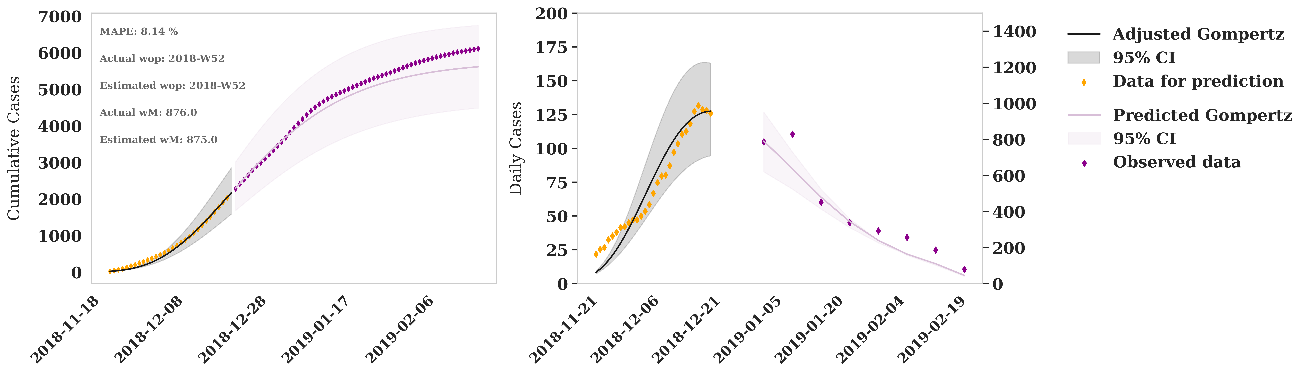 7000
6000
5000
4000
3000
2000
1000
0
Cumulative Cases
MAPE: 8.14 %
Actual wop: 2018-W52
Estimated wop: 2018-W52
Actual wM: 876.0
Estimated wM: 875.0
2018-11-18
2018-12-08
2018-12-28
2019-01-17
2019-02-06
200
175
150
125
100
75
50
25
0
Daily Cases
1400
1200
1000
800
600
400
200
0
2018-11-21
2018-12-06
2018-12-21
2019-01-05
2019-01-20
2019-02-04
2019-02-19
Adjusted Gompertz
95% CI
Data for prediction
Predicted Gompertz
95% CI
Observed data